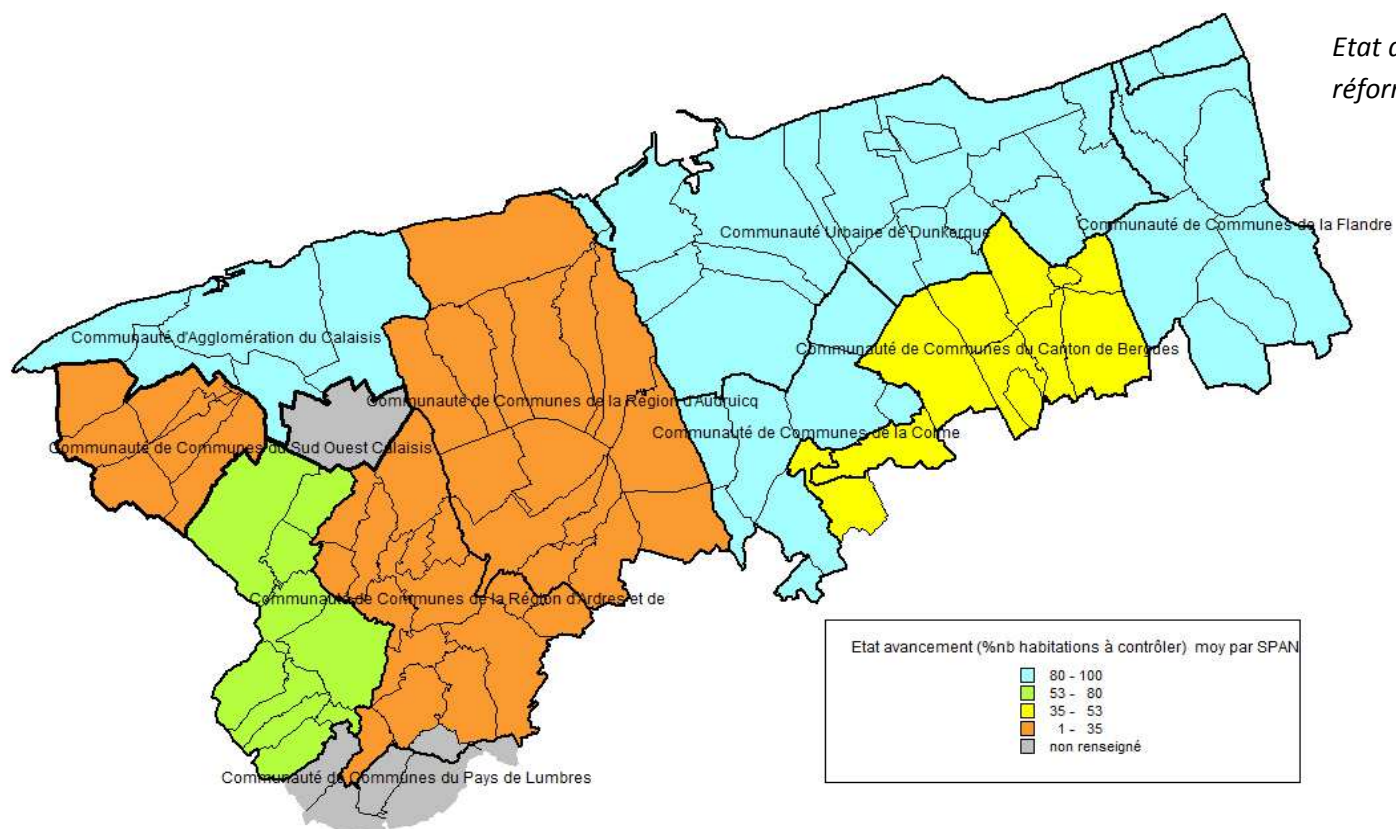 Etat
réfor
Communauté Urbaine de Dunkerque
Communauté de Communes de la Flandre
Communauté d'Agglomération du Calaisis
Communauté de Communes du Canton de Bergues
Communauté de Communes de la Région d'Audruicq
Communauté de Communes de la Colme
Communauté de Communes du Sud Ouest Calaisis
Communauté de Communes de la Région d'Ardres et de
Communauté de Communes du Pays de Lumbres
Etat avancement (%nb habitations à contrôler) moy par SPAN
80 - 100
53 - 80
35 - 53
1 - 35
non renseigné